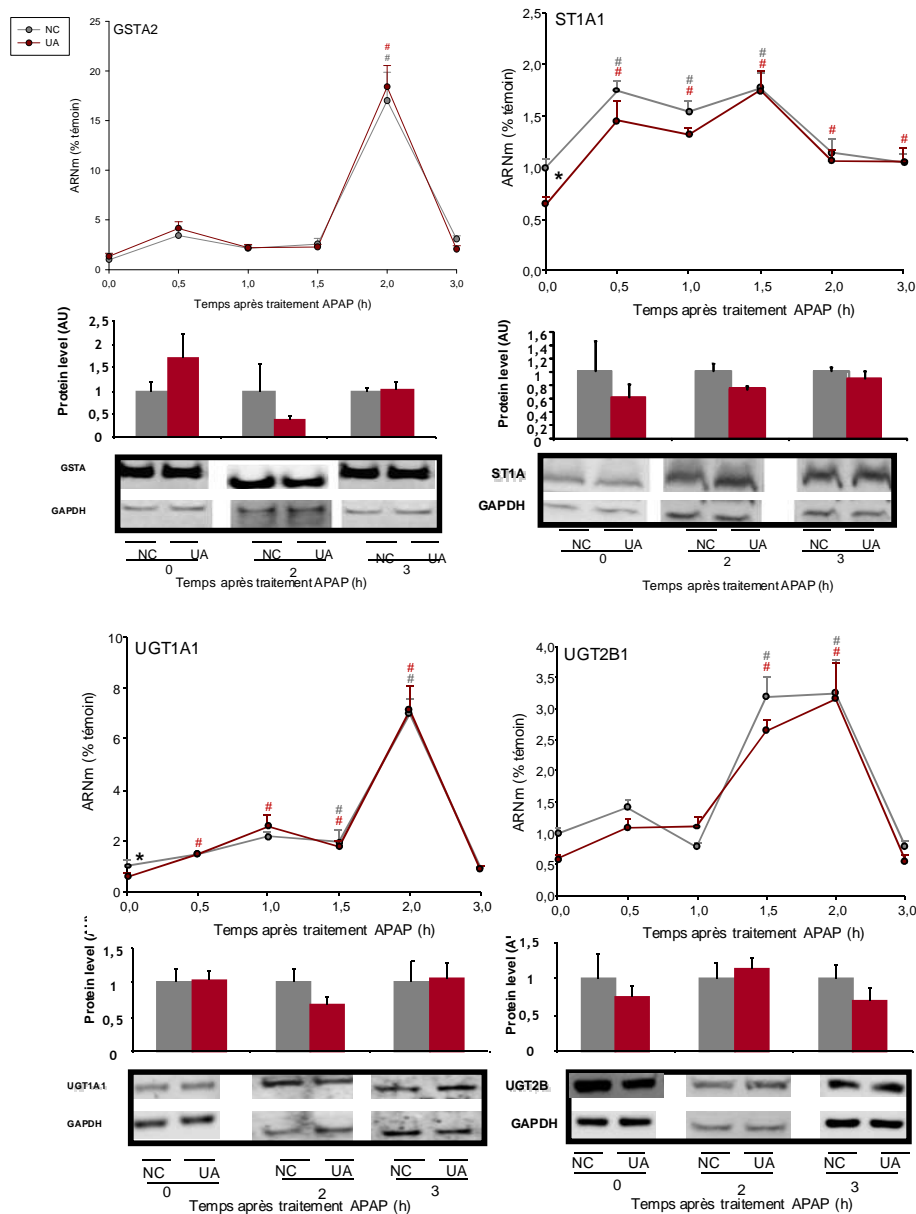 NC
UA
GSTA2
25
20
15
10
5
0
ARNm (% témoin)
#
#
0,0 0,5 1,0 1,5 2,0 3,0
Temps après traitement APAP (h)
2,5
2
1,5
1
0,5
0
Protein level (AU)
GSTA
GAPDH
NC UA NC UA NC UA
0 2 3
Temps après traitement APAP (h)
ST1A1
2,5
2,0
1,5
1,0
0,5
0,0
ARNm (% témoin)
# # #
# # # # #
*
0,0 0,5 1,0 1,5 2,0 3,0
Temps après traitement APAP (h)
1,6
1,4
1,2
1
0,8
0,6
0,4
0,2
0
Protein level (AU)
ST1A
GAPDH
NC UA NC UA NC UA
0 2 3
Temps après traitement APAP (h)
UGT1A1
10
8
6
4
2
0
ARNm (% témoin)
# #
# # # #
*
0,0 0,5 1,0 1,5 2,0 3,0
Temps après traitement APAP (h)
1,5
1
0,5
0
Protein level
UGT1A1
GAPDH
NC UA NC UA NC UA
0 2 3
Temps après traitement APAP (h)
UGT2B1
4,0
3,5
3,0
2,5
2,0
1,5
1,0
0,5
0,0
ARNm (% témoin)
# #
# #
0,0 0,5 1,0 1,5 2,0 3,0
Temps après traitement APAP (h)
1,5
1
0,5
0
Protein level
UGT2B
GAPDH
NC UA NC UA NC UA
0 2 3
Temps après traitement APAP (h)